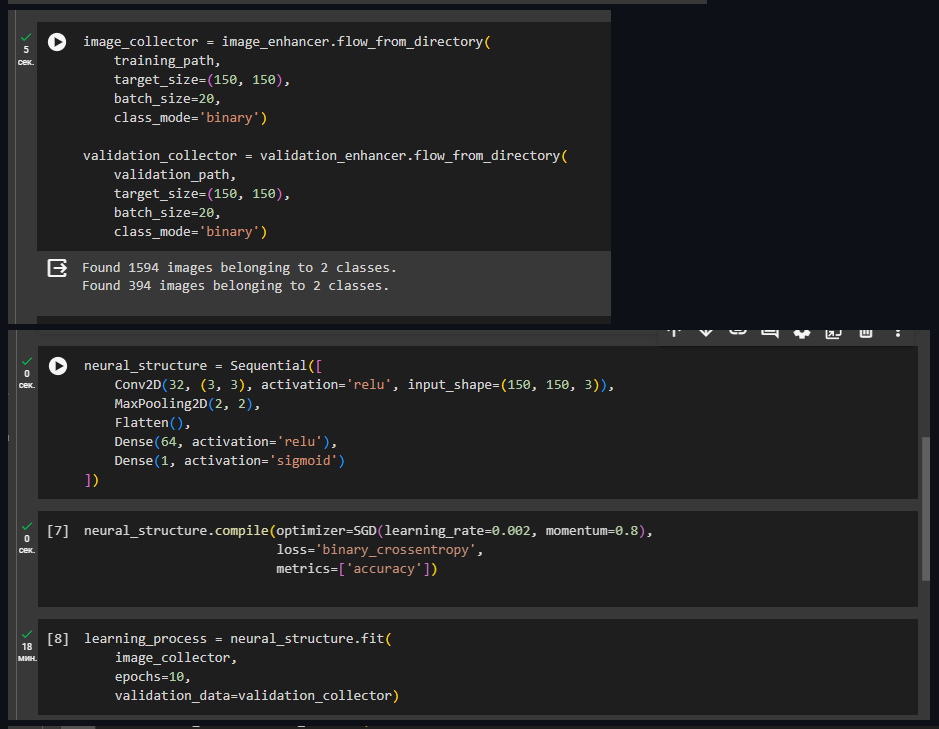 5
сек.
image_collector = image_enhancer.flow_from_directory(
    training_path,
    target_size=(150, 150),
    batch_size=20,
    class_mode='binary')
validation_collector = validation_enhancer.flow_from_directory(
    validation_path,
    target_size=(150, 150),
    batch_size=20,
    class_mode='binary')
Found 1594 images belonging to 2 classes.
Found 394 images belonging to 2 classes.
0
сек.
neural_structure = Sequential([
    Conv2D(32, (3, 3), activation='relu', input_shape=(150, 150, 3)),
    MaxPooling2D(2, 2),
    Flatten(),
    Dense(64, activation='relu'),
    Dense(1, activation='sigmoid')
])
0
сек.
[7] neural_structure.compile(optimizer=SGD(learning_rate=0.002, momentum=0.8),
                         loss='binary_crossentropy',
                         metrics=['accuracy'])
18
мин.
[8] learning_process = neural_structure.fit(
    image_collector,
    epochs=10,
    validation_data=validation_collector)